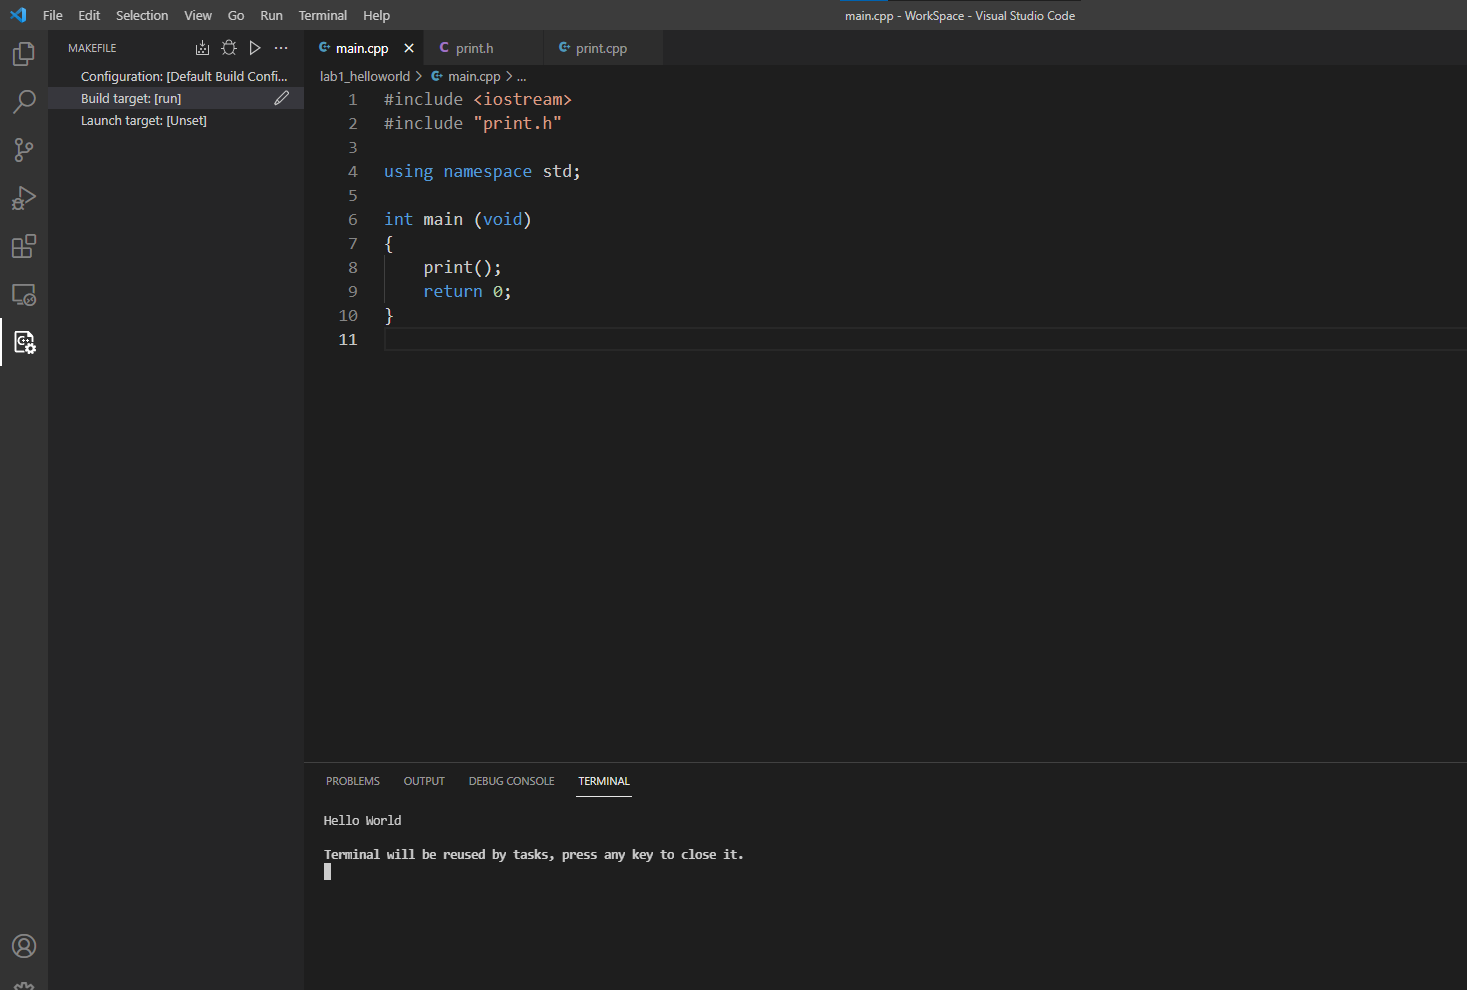 File Edit Selection View Go Run Terminal Help
main.cpp - WorkSpace - Visual Studio Code
MAKEFILE
Configuration: [Default Build Confi...
Build target: [run]
Launch target: [Unset]
main.cpp
print.h
print.cpp
lab1_helloworld > main.cpp > ...
1 #include <iostream>
2 #include "print.h"
3
4 using namespace std;
5
6 int main (void)
7 {
8     print();
9     return 0;
10 }
11
PROBLEMS OUTPUT DEBUG CONSOLE TERMINAL
Hello World
Terminal will be reused by tasks, press any key to close it.